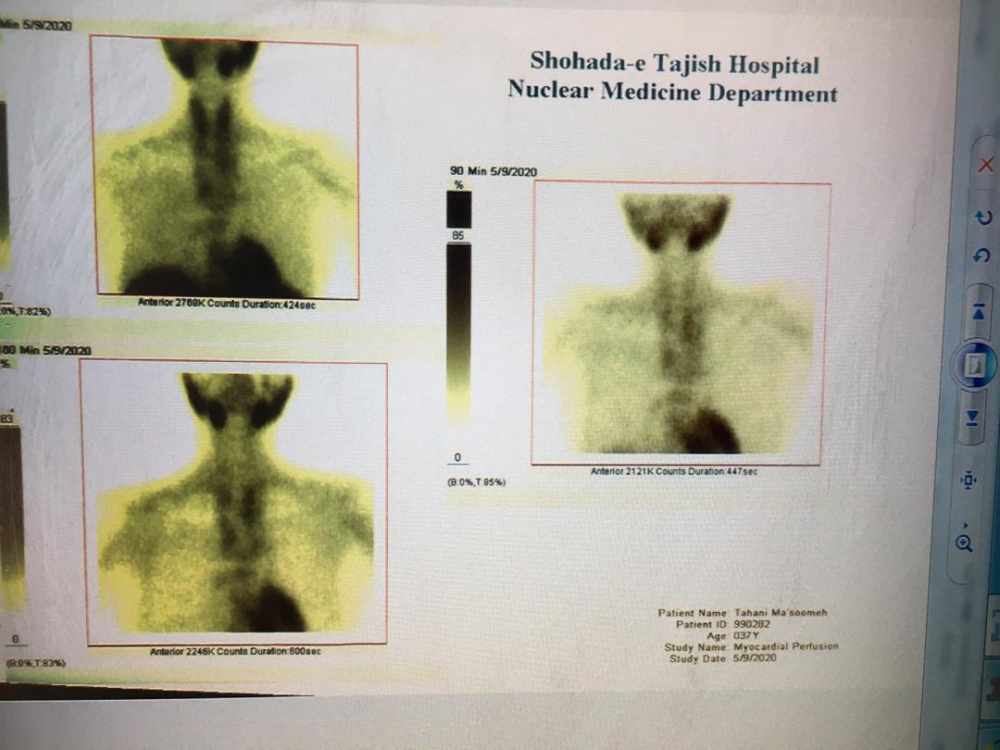 Min 5/9/2020
Shohada-e Tajish Hospital
Nuclear Medicine Department
Anterior 2768K Counts Duration:424sec
0%,T:82%)
90 Min 5/9/2020
%
85
0
(B:0%,T:85%)
Anterior 2121K Counts Duration:447sec
80 Min 5/9/2020
%
83
0
(B:0%,T:83%)
Anterior 2246K Counts Duration:600sec
Patient Name: Tahani Ma'soomeh
Patient ID: 990282
Age: 037Y
Study Name: Myocardial Perfusion
Study Date: 5/9/2020